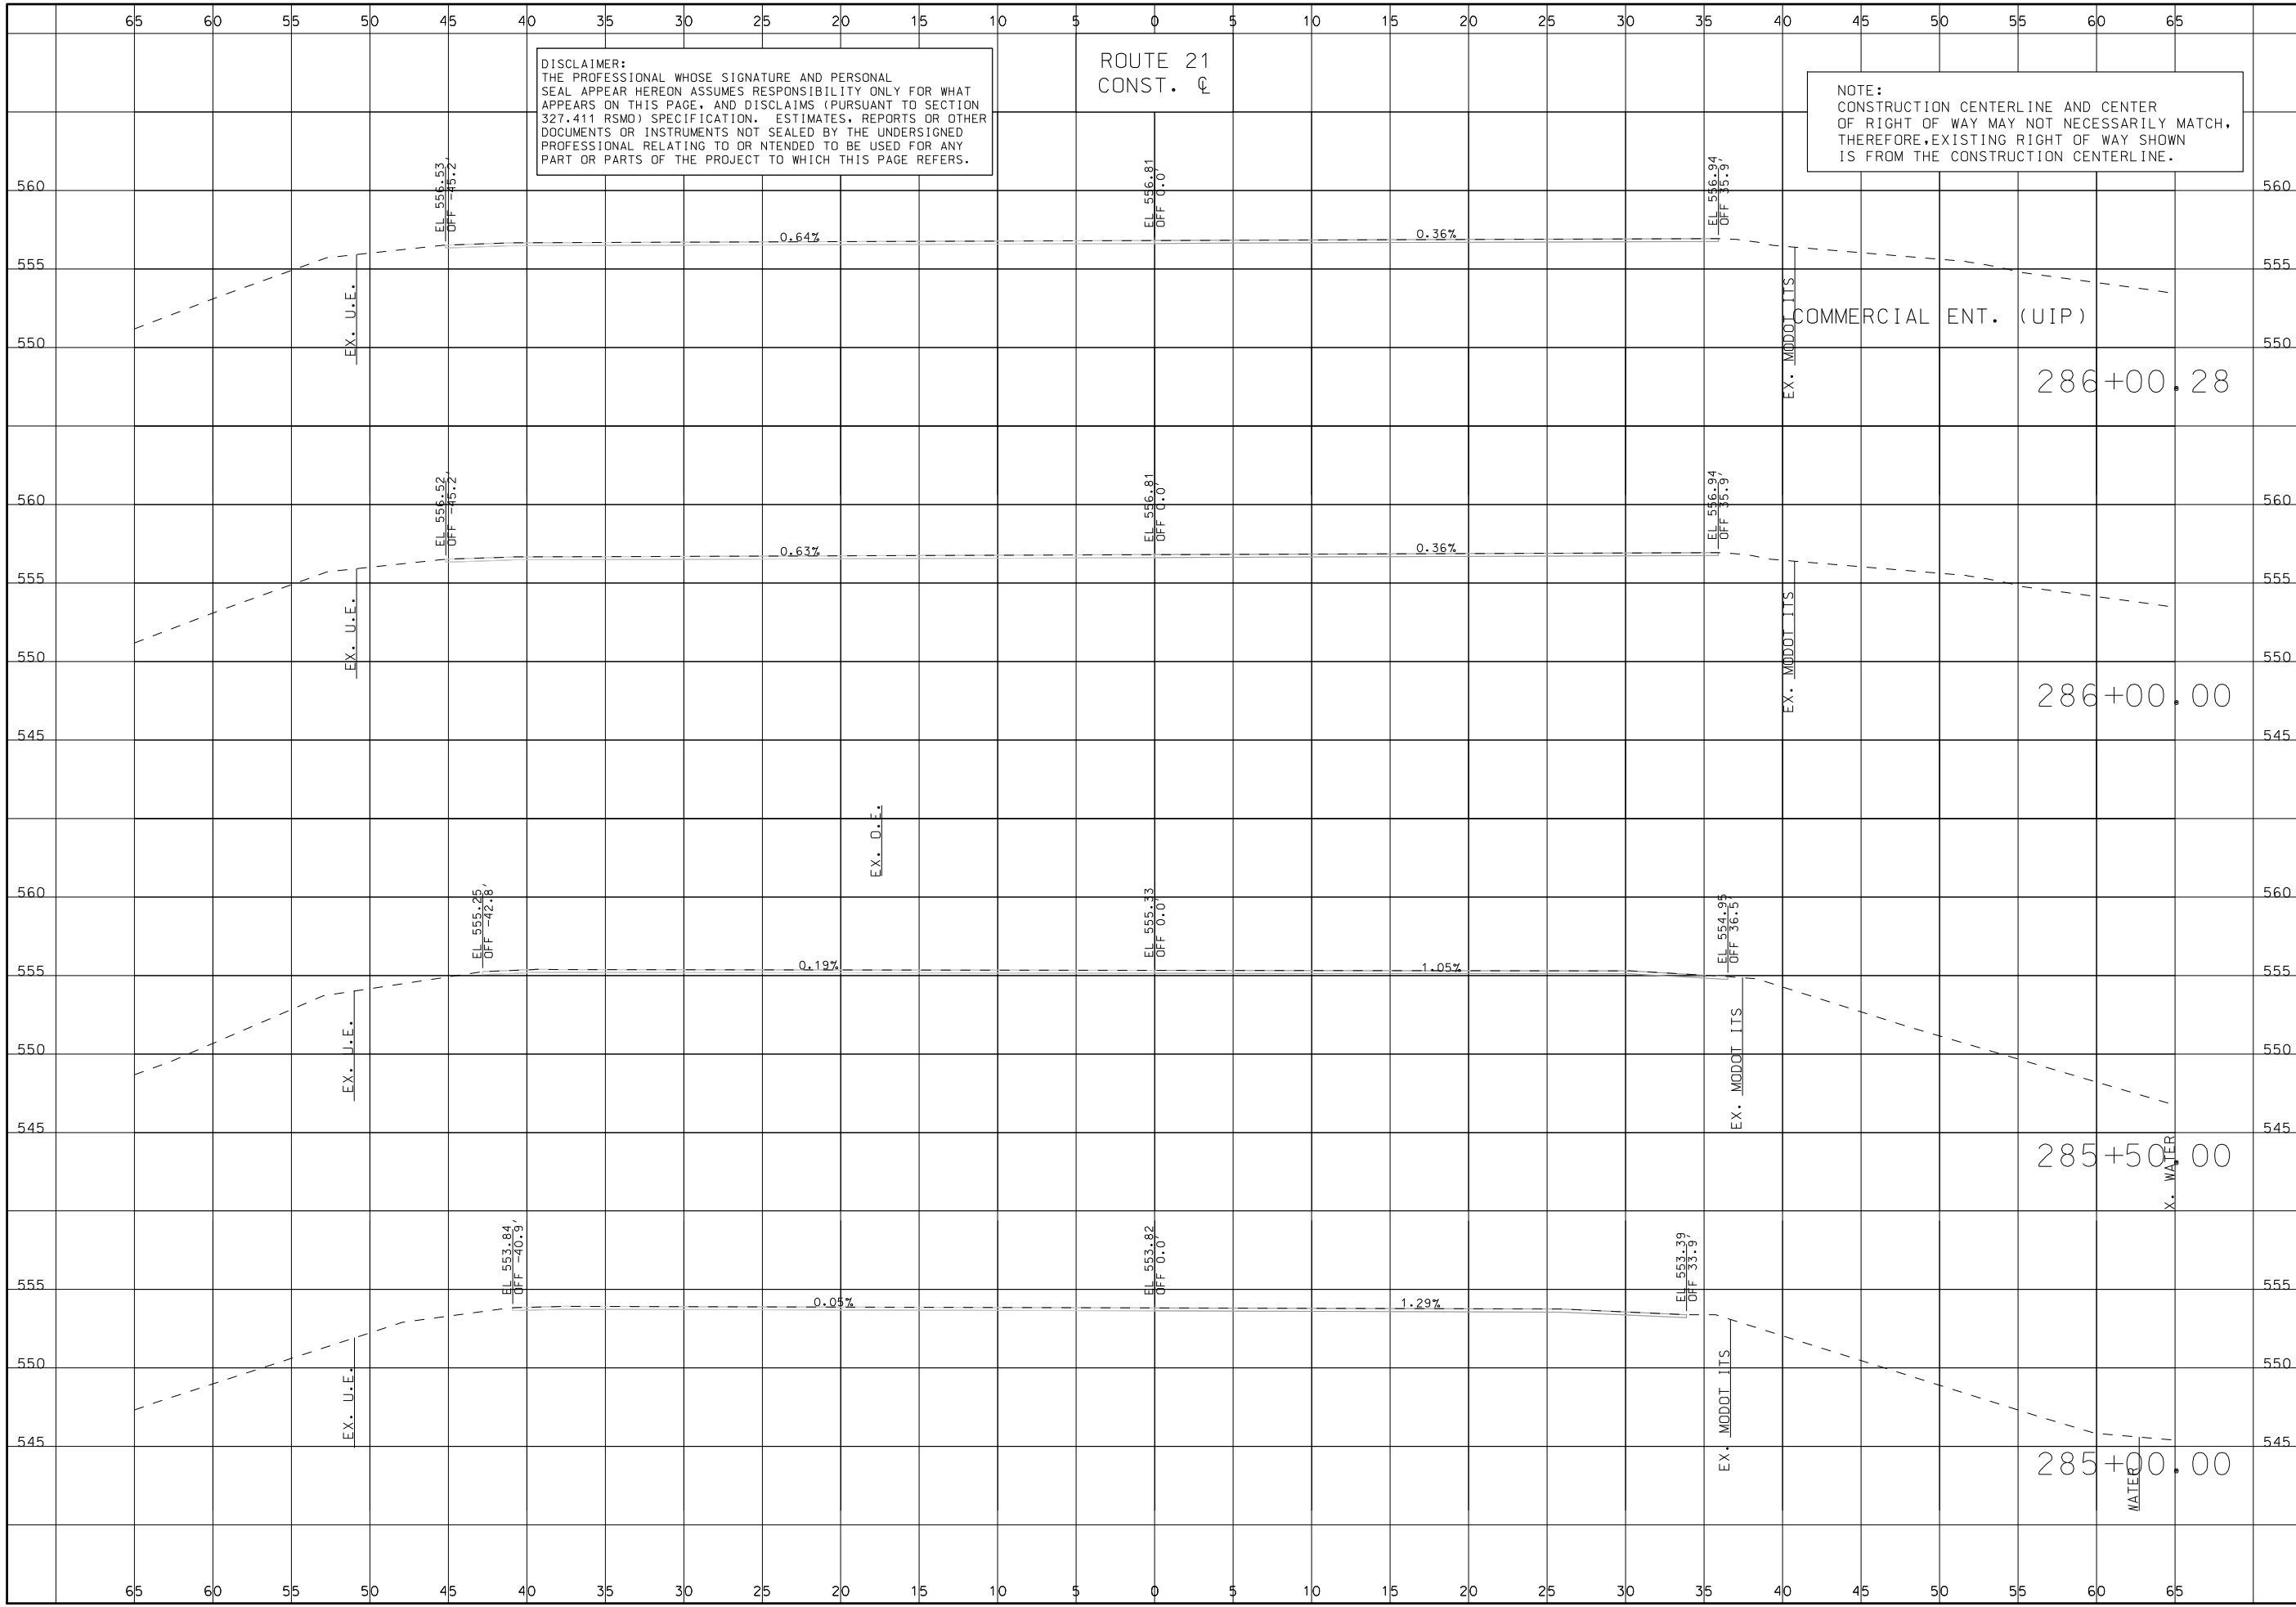 65 60 55 50 45 40 35 30 25 20 15 10 5 0 5 10 15 20 25 30 35 40 45 50 55 60 65
DISCLAIMER:
THE PROFESSIONAL WHOSE SIGNATURE AND PERSONAL
SEAL APPEAR HEREON ASSUMES RESPONSIBILITY ONLY FOR WHAT
APPEARS ON THIS PAGE, AND DISCLAIMS (PURSUANT TO SECTION
327.411 RSMO) SPECIFICATION. ESTIMATES, REPORTS OR OTHER
DOCUMENTS OR INSTRUMENTS NOT SEALED BY THE UNDERSIGNED
PROFESSIONAL RELATING TO OR NTENDED TO BE USED FOR ANY
PART OR PARTS OF THE PROJECT TO WHICH THIS PAGE REFERS.
ROUTE 21
CONST. ℄
NOTE:
CONSTRUCTION CENTERLINE AND CENTER
OF RIGHT OF WAY MAY NOT NECESSARILY MATCH,
THEREFORE,EXISTING RIGHT OF WAY SHOWN
IS FROM THE CONSTRUCTION CENTERLINE.
EL 556.53
OFF -45.2'
EL 556.81
OFF 0.0'
EL 556.94
OFF 35.9'
560 560
0.64% 0.36%
555 555
EX. U.E.
EX. MODOT ITS
COMMERCIAL ENT. (UIP)
550 550
286+00.28
EL 556.52
OFF -45.2'
EL 556.81
OFF 0.0'
EL 556.94
OFF 35.9'
560 560
0.63% 0.36%
555 555
EX. U.E.
EX. MODOT ITS
550 550
286+00.00
545 545
EX. O.E.
EL 555.25
OFF -42.8'
EL 555.33
OFF 0.0'
EL 554.95
OFF 36.5'
560 560
0.19% 1.05%
555 555
EX. U.E.
EX. MODOT ITS
550 550
545 545
285+50.00
X. WATER
EL 553.84
OFF -40.9'
EL 553.82
OFF 0.0'
EL 553.39
OFF 33.9'
555 555
0.05% 1.29%
550 550
EX. U.E.
EX. MODOT ITS
545 545
285+00.00
WATER
65 60 55 50 45 40 35 30 25 20 15 10 5 0 5 10 15 20 25 30 35 40 45 50 55 60 65